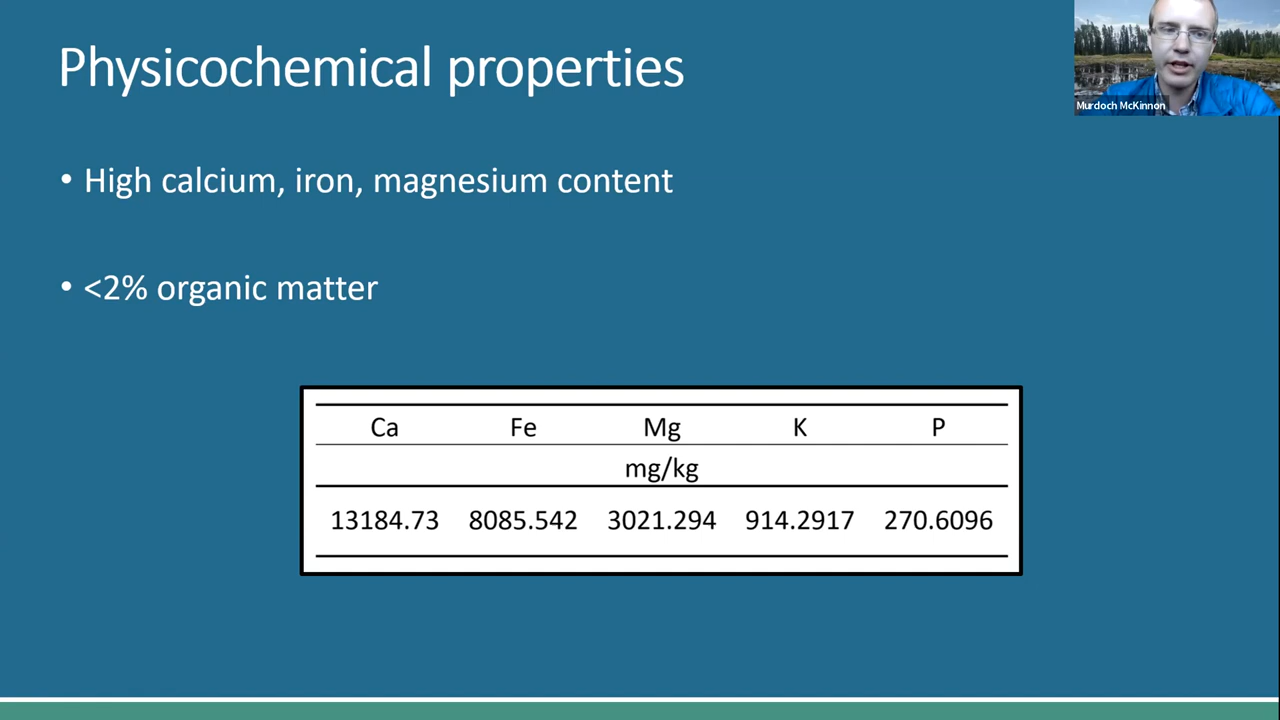 Physicochemical properties
Murdoch McKinnon
• High calcium, iron, magnesium content
• <2% organic matter
Ca Fe Mg K P
mg/kg
13184.73 8085.542 3021.294 914.2917 270.6096